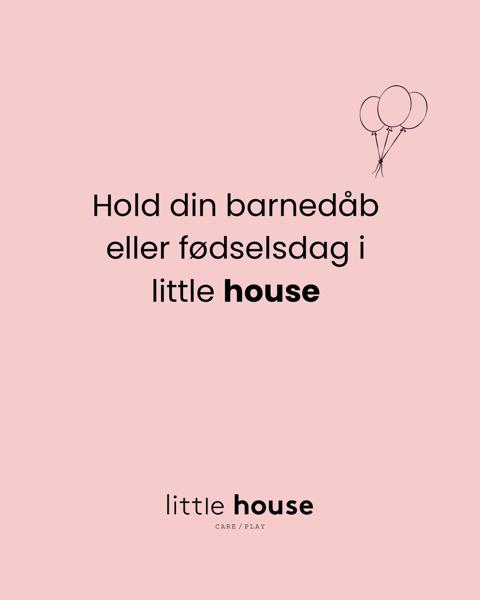 Hold din barnedåb
eller fødselsdag i
little house
little house
CARE / PLAY